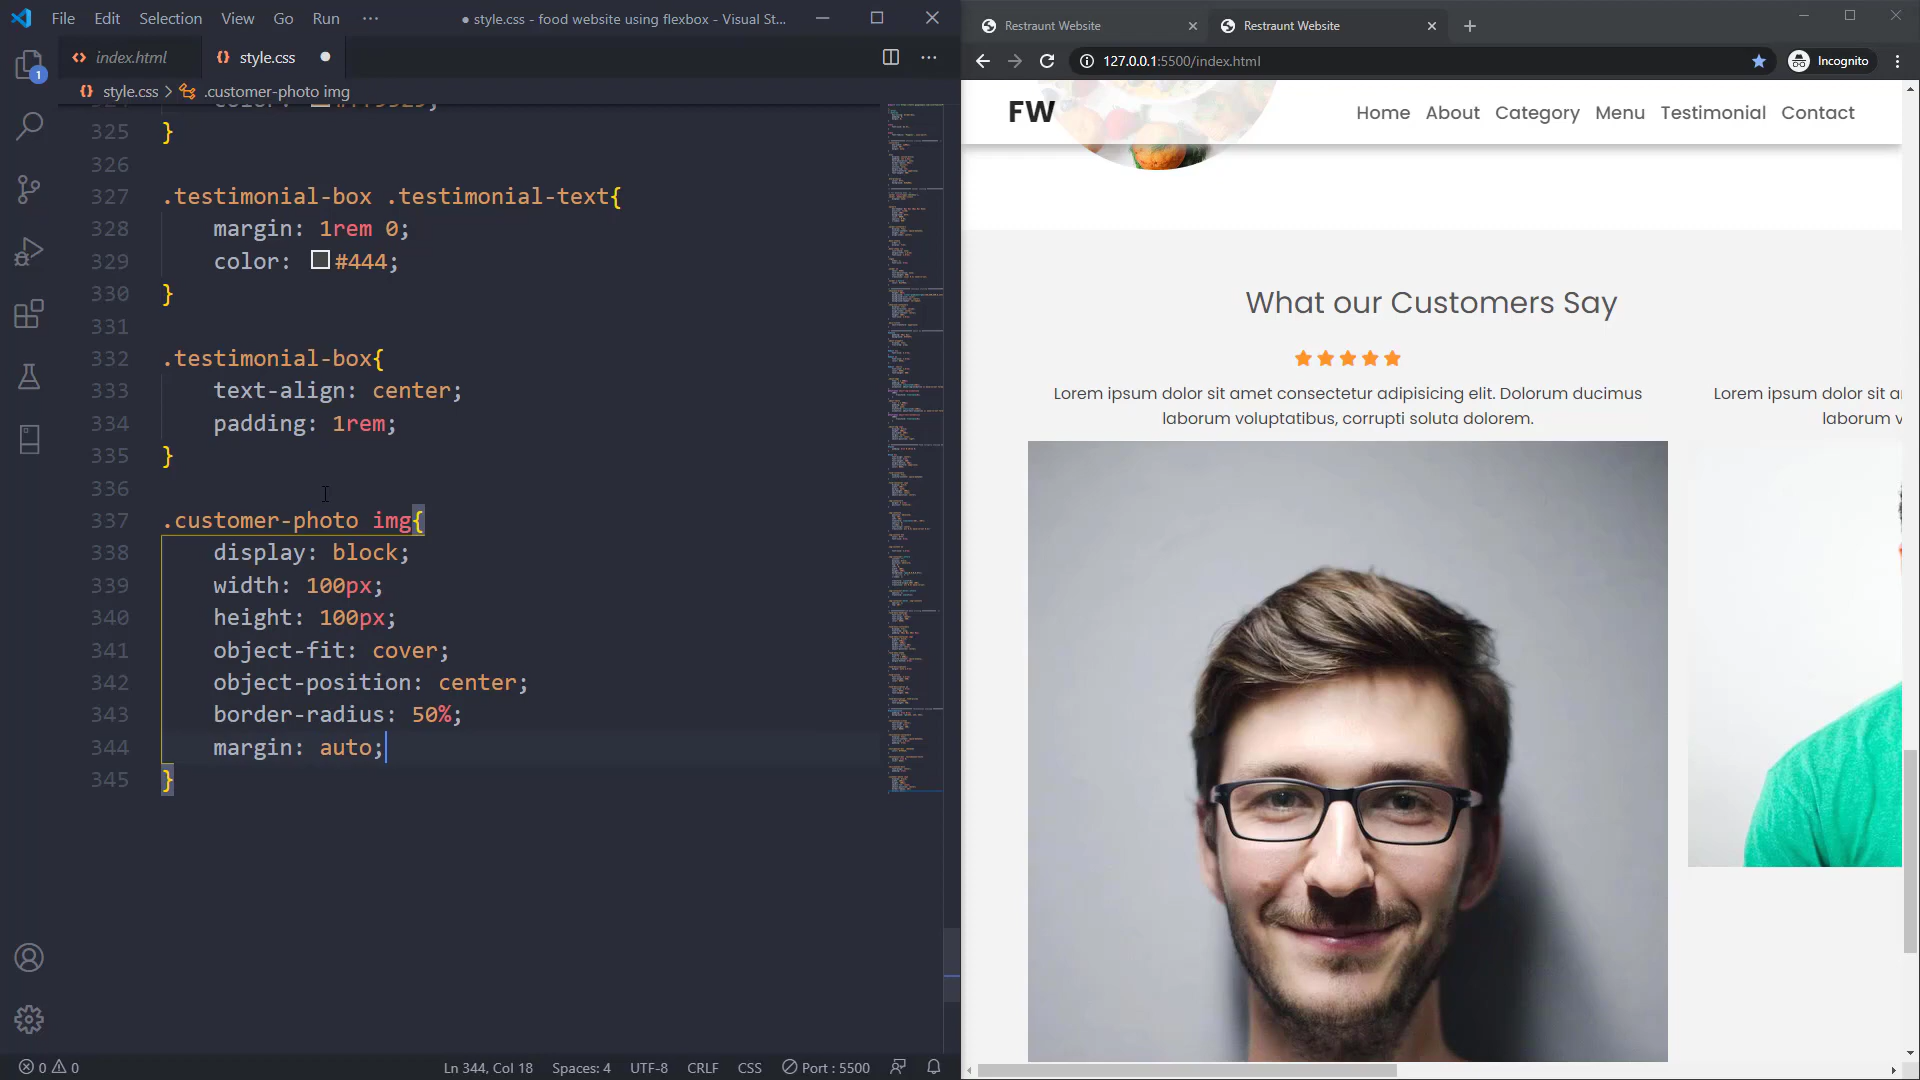 File Edit Selection View Go Run ··· ● style.css - food website using flexbox - Visual St...
index.html style.css ●
style.css > .customer-photo img
325 }
326
327 .testimonial-box .testimonial-text{
328 margin: 1rem 0;
329 color: #444;
330 }
331
332 .testimonial-box{
333 text-align: center;
334 padding: 1rem;
335 }
336
337 .customer-photo img{
338 display: block;
339 width: 100px;
340 height: 100px;
341 object-fit: cover;
342 object-position: center;
343 border-radius: 50%;
344 margin: auto;
345 }
1
0 0 Ln 344, Col 18 Spaces: 4 UTF-8 CRLF CSS Port : 5500
Restraunt Website Restraunt Website
127.0.0.1:5500/index.html Incognito
FW Home About Category Menu Testimonial Contact
What our Customers Say
Lorem ipsum dolor sit amet consectetur adipisicing elit. Dolorum ducimus
laborum voluptatibus, corrupti soluta dolorem.
Lorem ipsum dolor sit a
laborum v